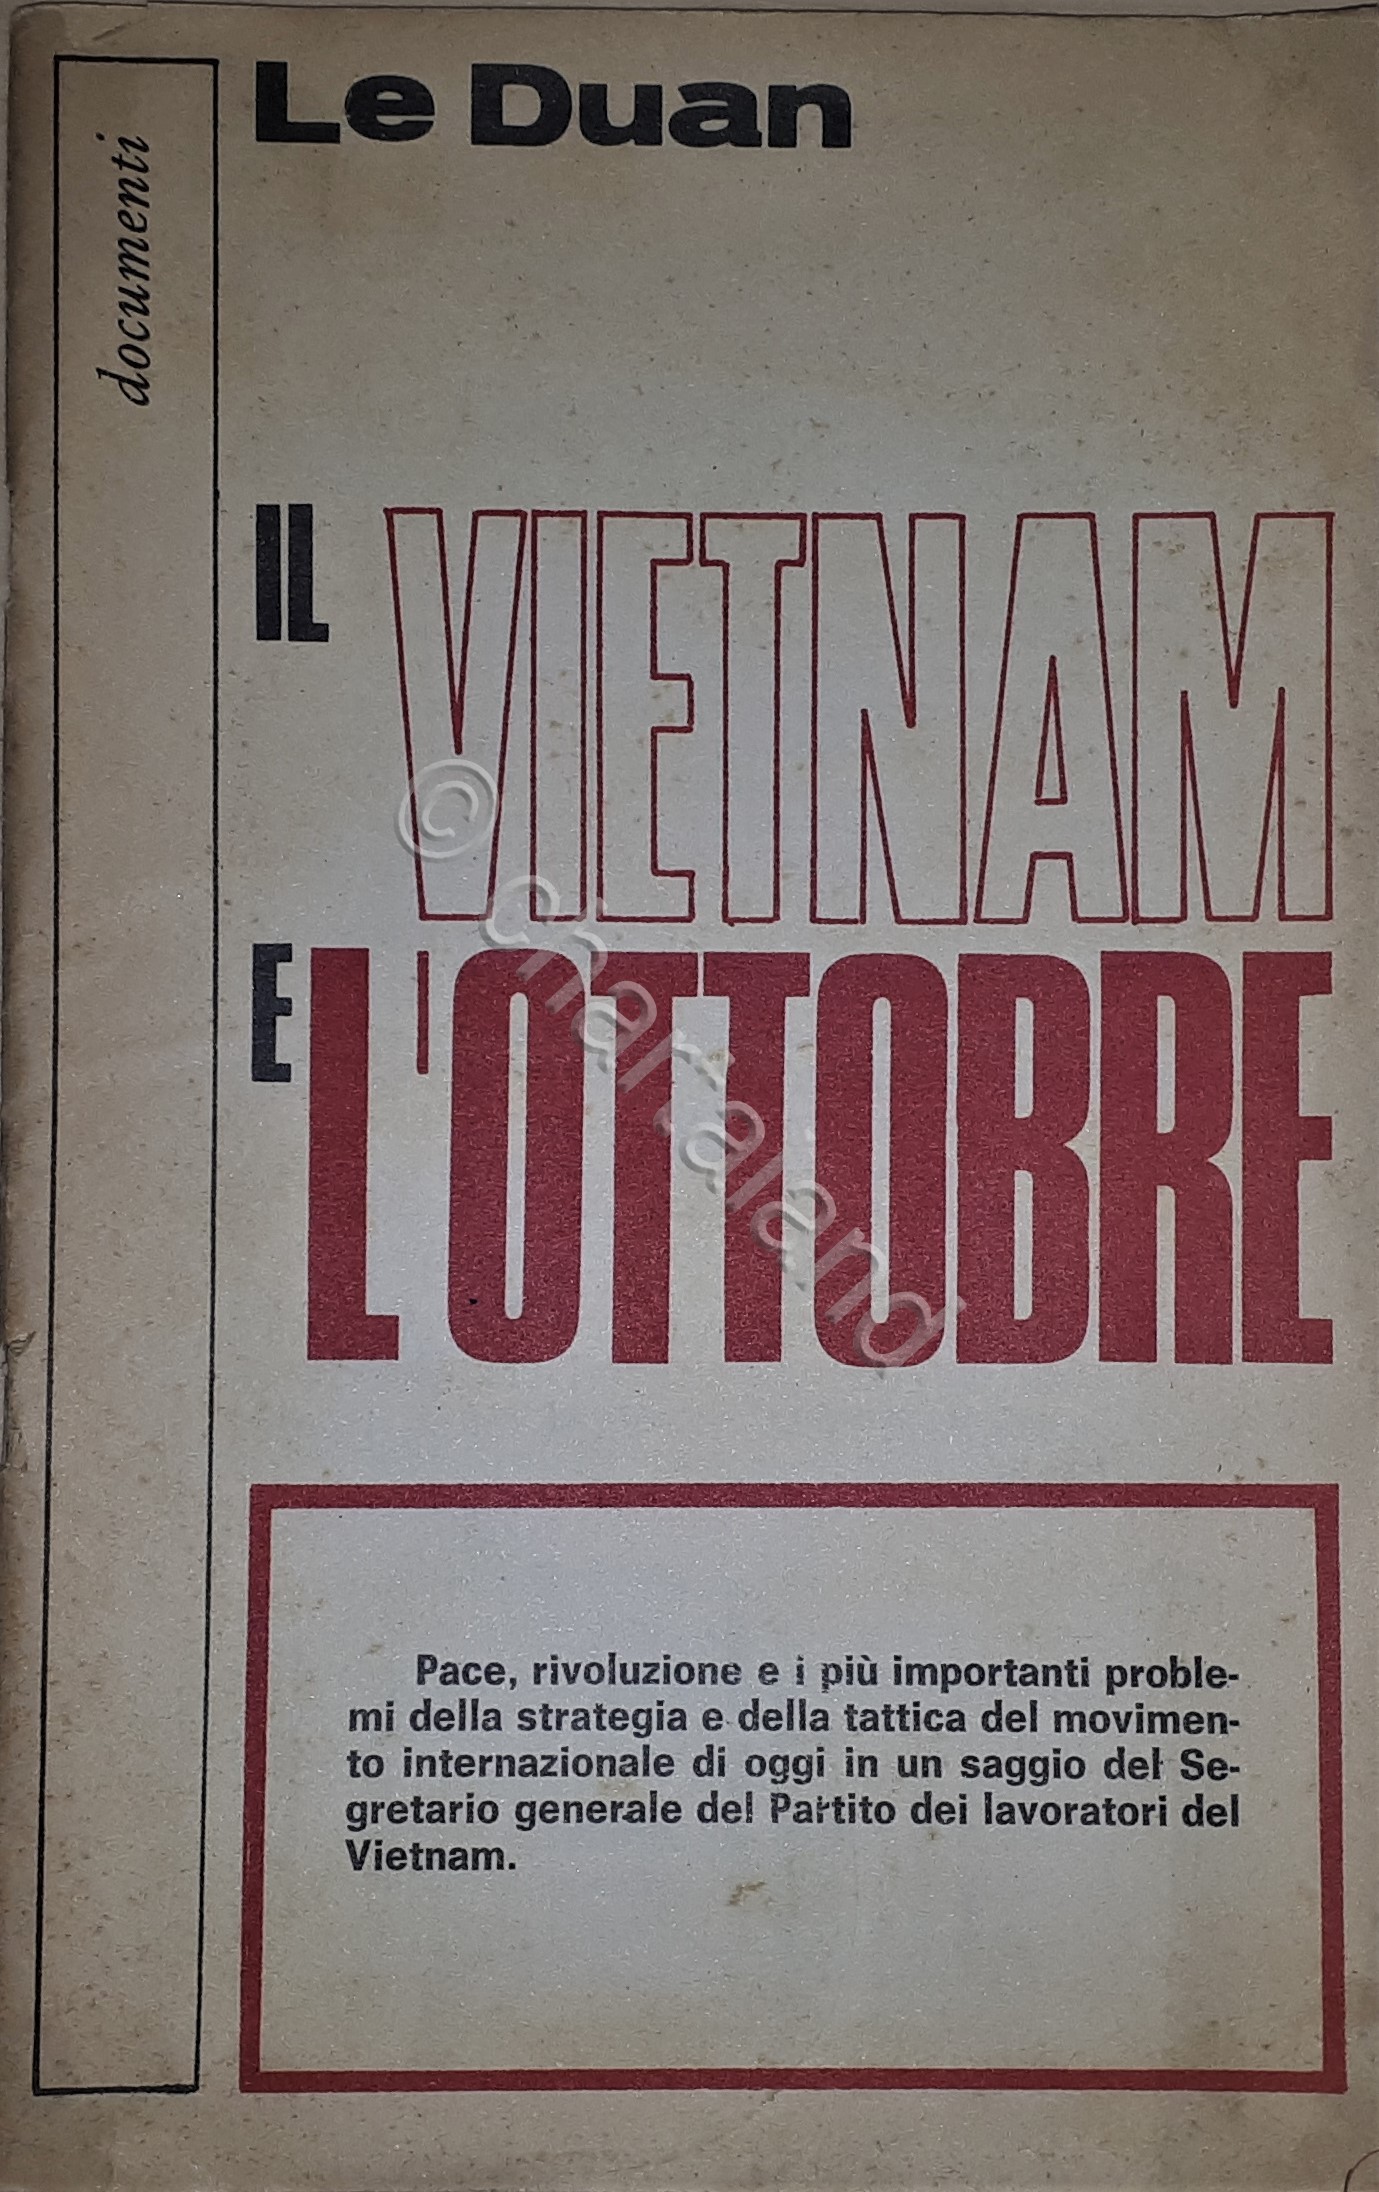 Le Duan
documenti
IL VIETNAM
E L'OTTOBRE
© chartaland
Pace, rivoluzione e i più importanti proble-
mi della strategia e della tattica del movimen-
to internazionale di oggi in un saggio del Se-
gretario generale del Partito dei lavoratori del
Vietnam.